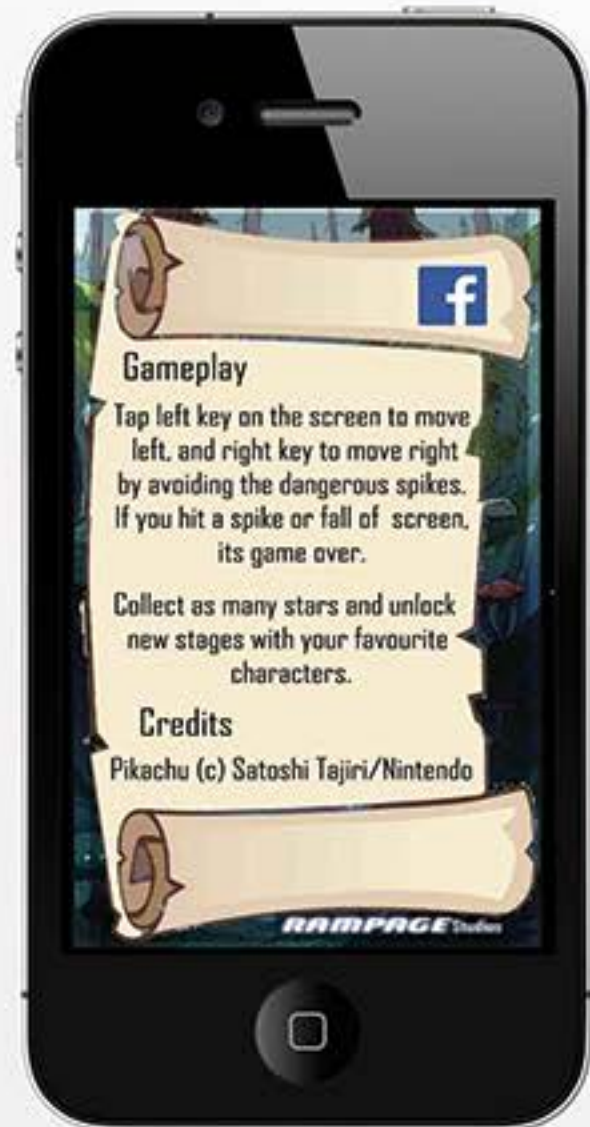 f
Gameplay
Tap left key on the screen to move
left, and right key to move right
by avoiding the dangerous spikes.
If you hit a spike or fall of screen,
its game over.
Collect as many stars and unlock
new stages with your favourite
characters.
Credits
Pikachu (c) Satoshi Tajiri/Nintendo
RAMPAGE Studios